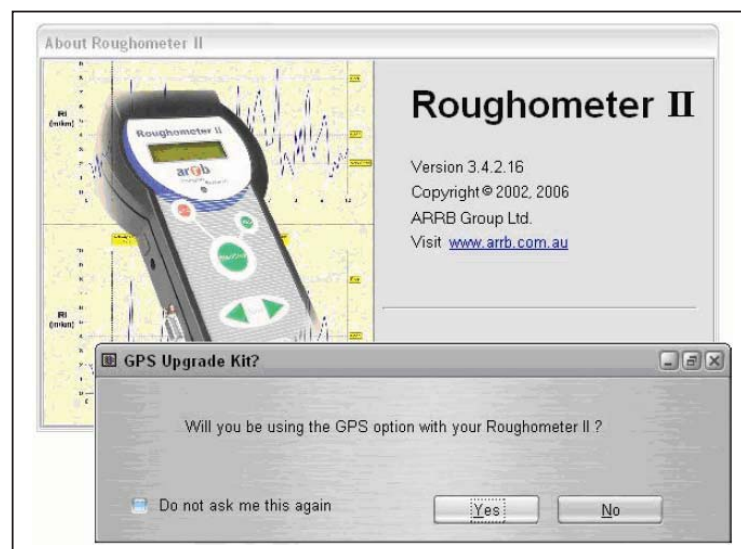 About Roughometer II
Roughometer II
Version 3.4.2.16
Copyright © 2002, 2006
ARRB Group Ltd.
Visit www.arrb.com.au
IRI
(m/km)
Roughometer II
arrb
IRI
(m/km)
GPS Upgrade Kit?
Will you be using the GPS option with your Roughometer II ?
Do not ask me this again
Yes
No